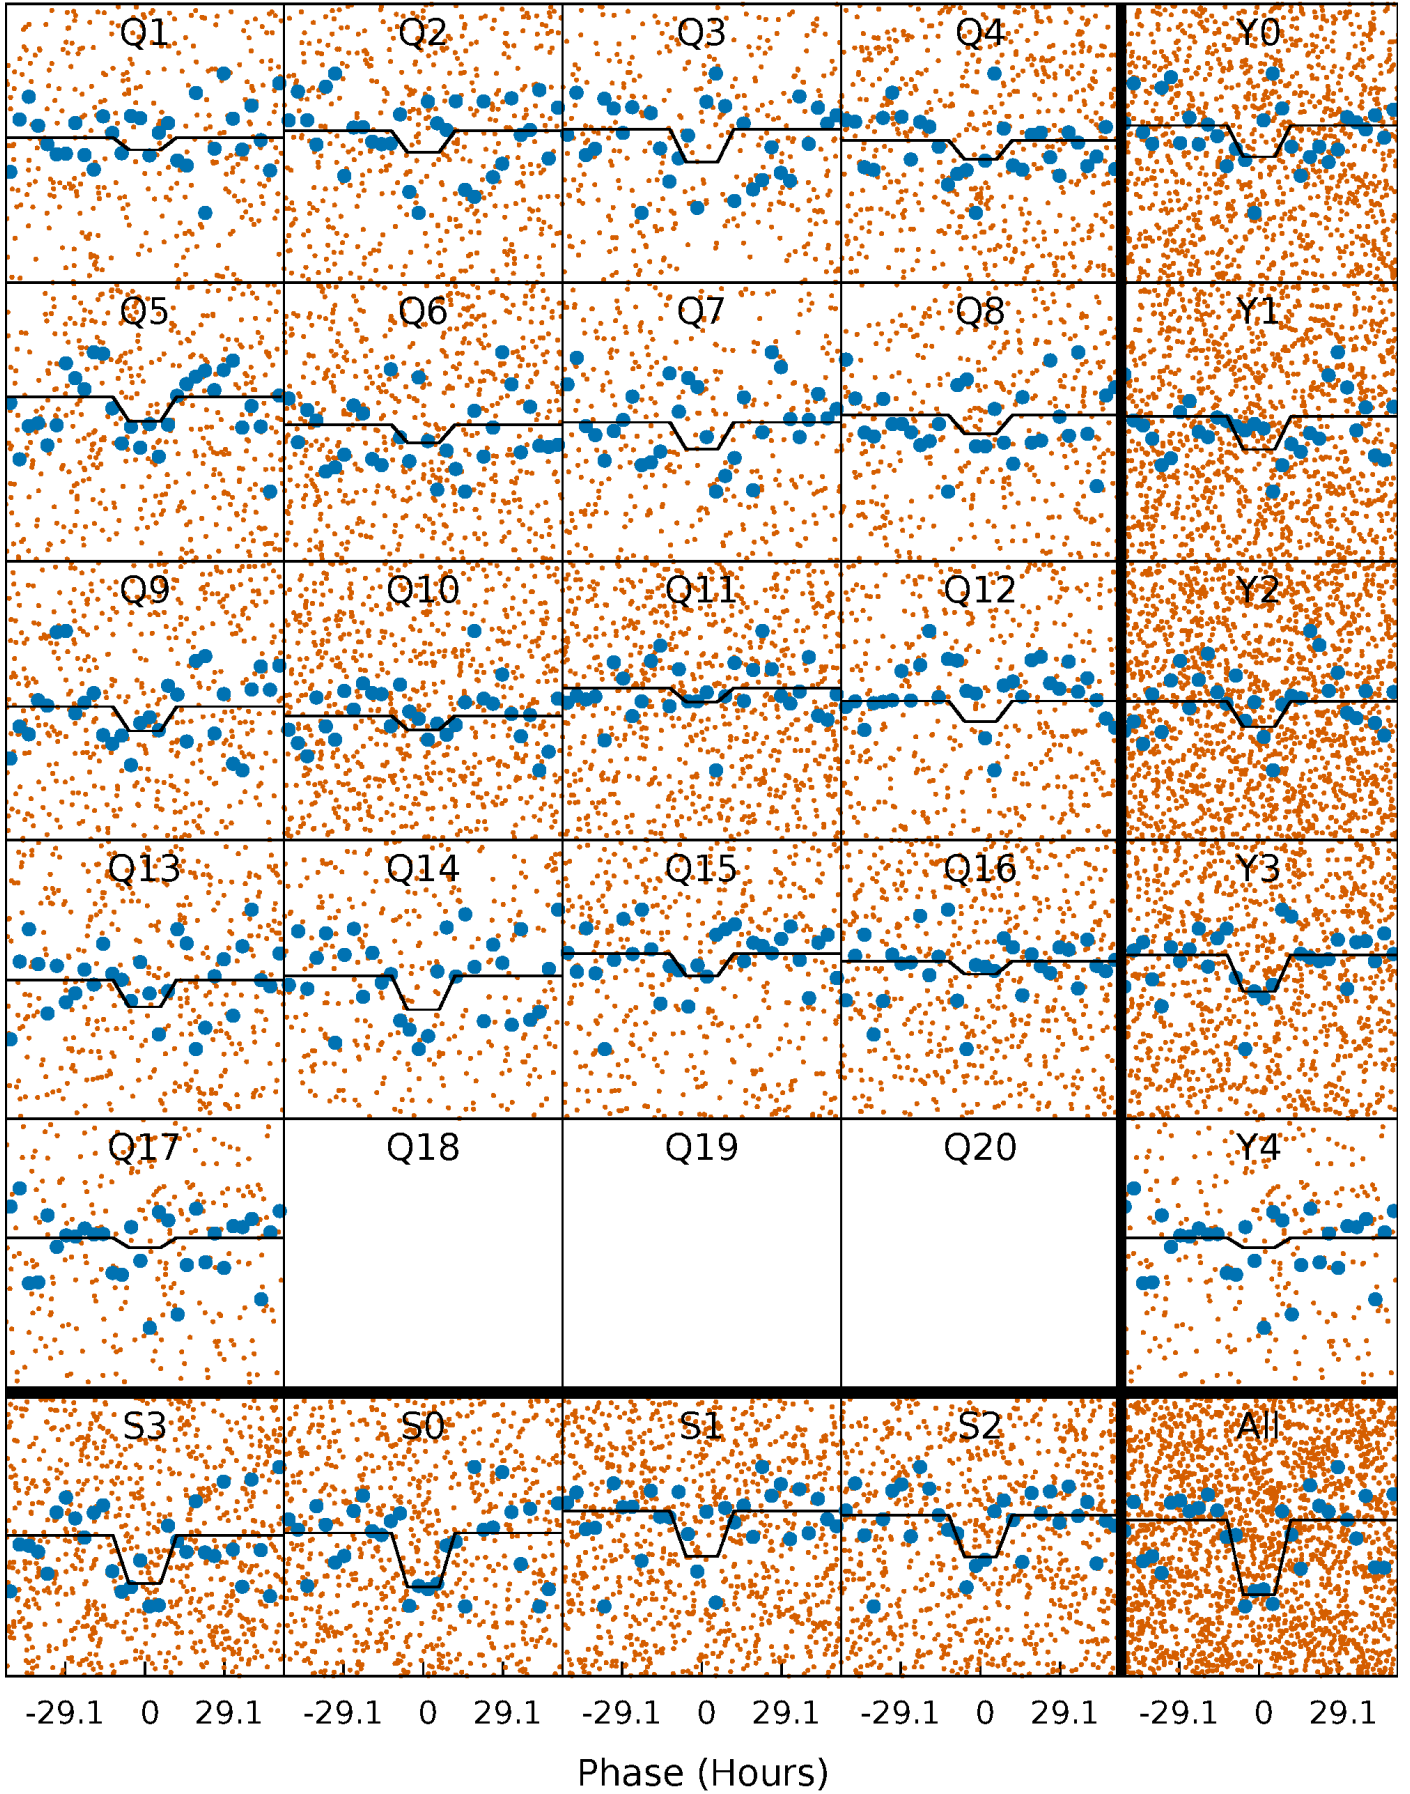 Q1 Q2 Q3 Q4 Y0
Q5 Q6 Q7 Q8 Y1
Q9 Q10 Q11 Q12 Y2
Q13 Q14 Q15 Q16 Y3
Q17 Q18 Q19 Q20 Y4
S3 S0 S1 S2 All
-29.1 0 29.1 -29.1 0 29.1 -29.1 0 29.1 -29.1 0 29.1 -29.1 0 29.1
Phase (Hours)